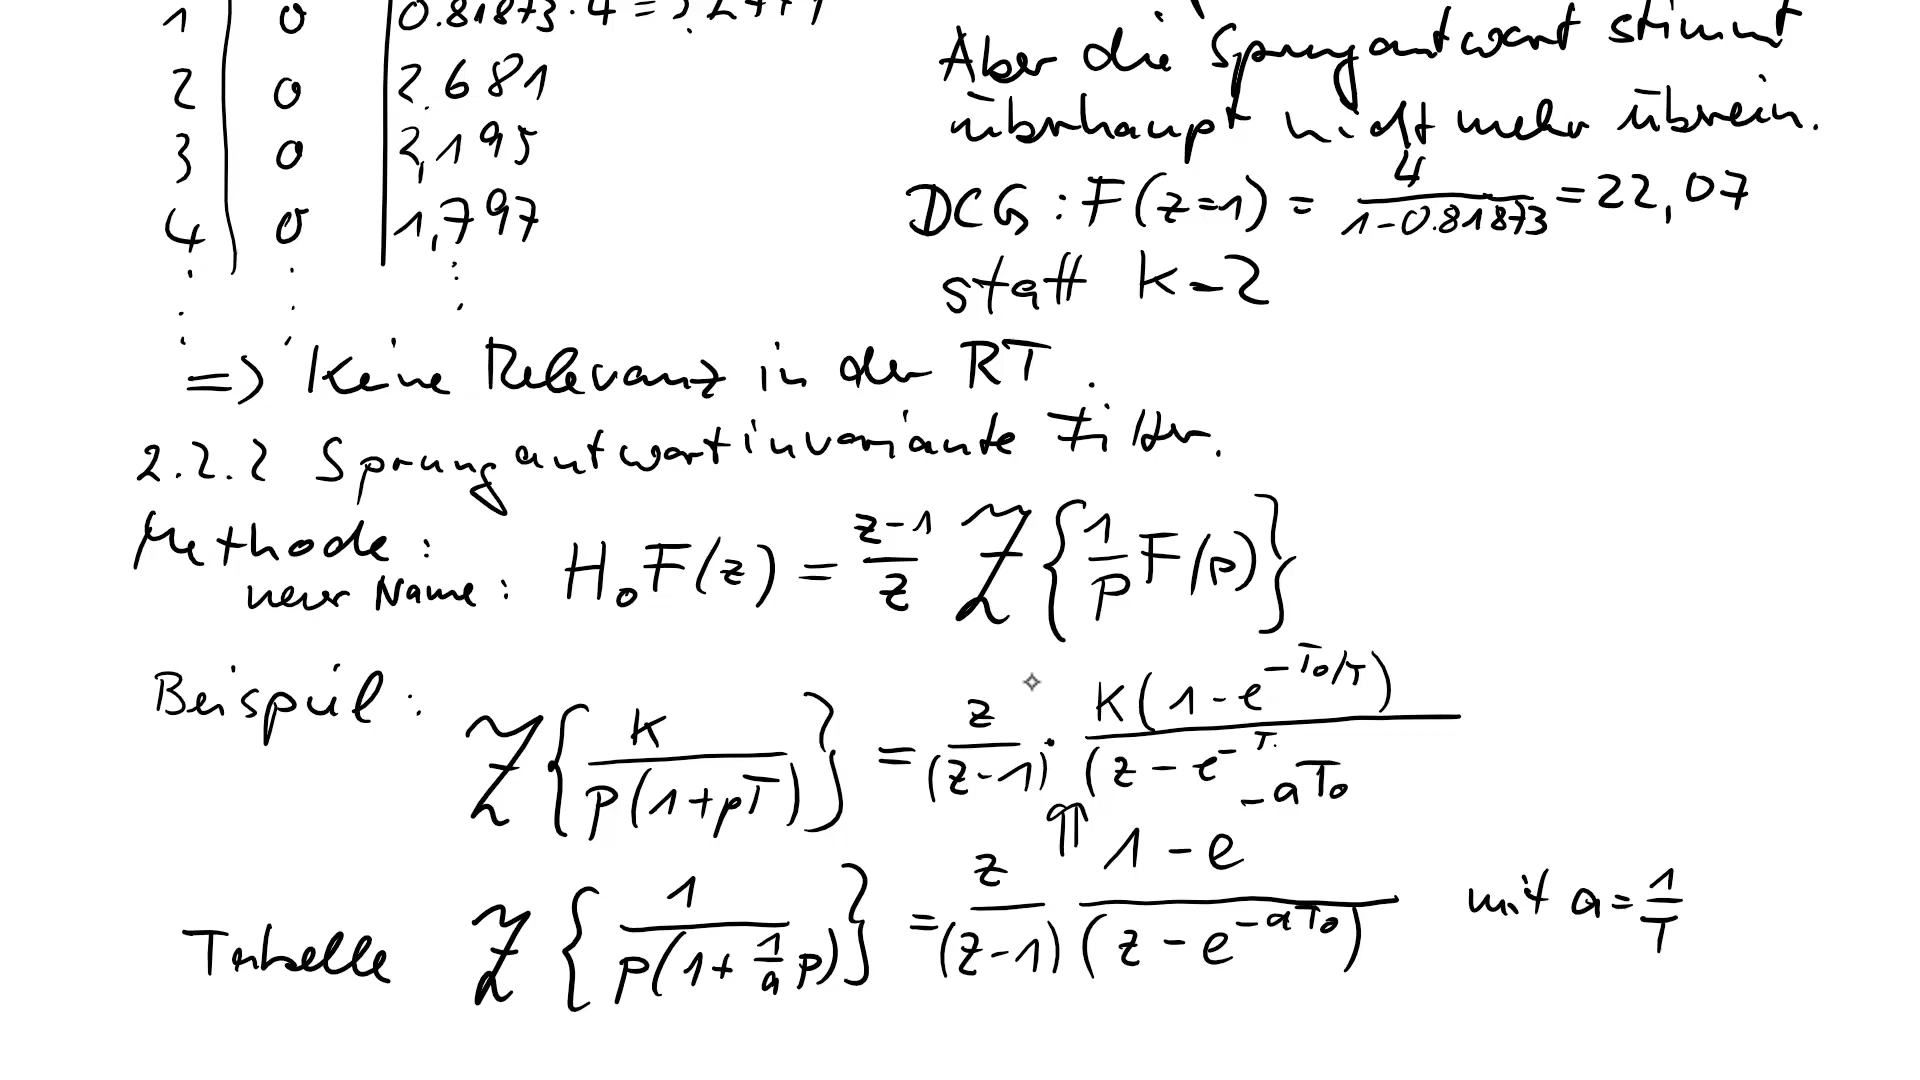 1 0 0.81873 · 4 =
2 0 2.681
3 0 2,195
4 0 1,797
Aber die Sprungantwort stimmt
überhaupt nicht mehr überein.
DCG: F(z=1) = 4/(1-0.81873) = 22,07
statt K=2
=> Keine Relevanz in der RT.
2.2.2 Sprungantwortinvariante Filter.
Methode:
neuer Name: H₀F(z) = (z-1)/z Z{1/p F(p)}
Beispiel: Z{K/(p(1+pT))} = z/(z-1) · K(1-e^(-T₀/T))/(z-e^-T
Tabelle Z{1/(p(1+1/a p))} = z/(z-1) (1-e^(-aT₀))/(z-e^(-aT₀)) mit a=1/T